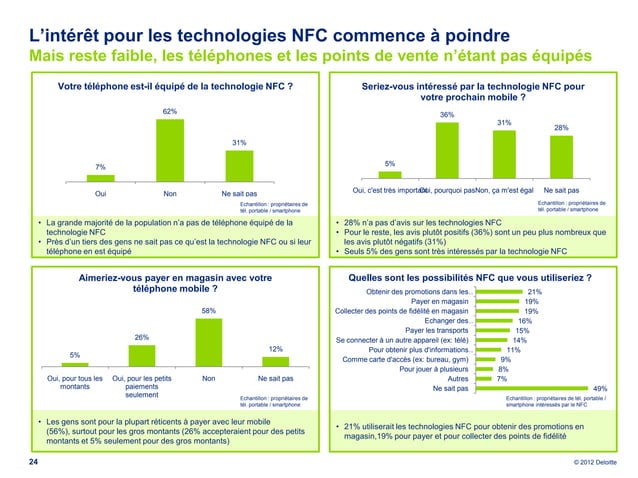 L’intérêt pour les technologies NFC commence à poindre
Mais reste faible, les téléphones et les points de vente n’étant pas équipés
Votre téléphone est-il équipé de la technologie NFC ?
7%
62%
31%
Oui
Non
Ne sait pas
Echantillon : propriétaires de
tél. portable / smartphone
• La grande majorité de la population n’a pas de téléphone équipé de la
technologie NFC
• Près d’un tiers des gens ne sait pas ce qu’est la technologie NFC ou si leur
téléphone en est équipé
Seriez-vous intéressé par la technologie NFC pour
votre prochain mobile ?
5%
36%
31%
28%
Oui, c'est très important
Oui, pourquoi pas
Non, ça m'est égal
Ne sait pas
Echantillon : propriétaires de
tél. portable / smartphone
• 28% n’a pas d’avis sur les technologies NFC
• Pour le reste, les avis plutôt positifs (36%) sont un peu plus nombreux que
les avis plutôt négatifs (31%)
• Seuls 5% des gens sont très intéressés par la technologie NFC
Aimeriez-vous payer en magasin avec votre
téléphone mobile ?
5%
26%
58%
12%
Oui, pour tous les
montants
Oui, pour les petits
paiements
seulement
Non
Ne sait pas
Echantillon : propriétaires de
tél. portable / smartphone
• Les gens sont pour la plupart réticents à payer avec leur mobile
(56%), surtout pour les gros montants (26% accepteraient pour des petits
montants et 5% seulement pour des gros montants)
Quelles sont les possibilités NFC que vous utiliseriez ?
Obtenir des promotions dans les.. 21%
Payer en magasin 19%
Collecter des points de fidélité en magasin 19%
Echanger des.. 16%
Payer les transports 15%
Se connecter à un autre appareil (ex: télé) 14%
Pour obtenir plus d'informations.. 11%
Comme carte d'accès (ex: bureau, gym) 9%
Pour jouer à plusieurs 8%
Autres 7%
Ne sait pas 49%
Echantillon : propriétaires de tél. portable /
smartphone intéressés par le NFC
• 21% utiliserait les technologies NFC pour obtenir des promotions en
magasin,19% pour payer et pour collecter des points de fidélité
24
© 2012 Deloitte